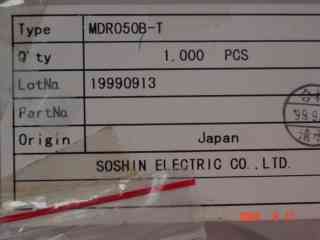 Type MDR050B-T
Q'ty 1,000 PCS
LotNo 19990913
PartNo
Origin Japan
SOSHIN ELECTRIC CO.,LTD.